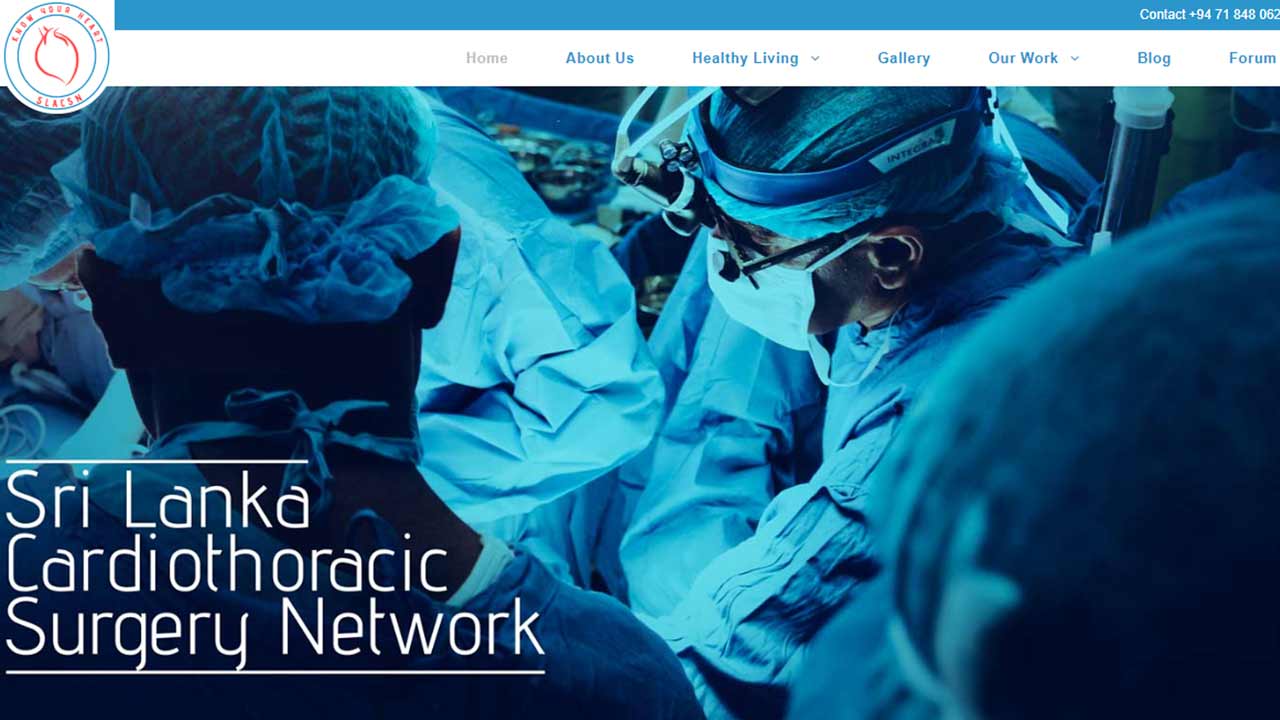 KNOW YOUR HEART
SLACSN
Contact +94 71 848 062
Home About Us Healthy Living Gallery Our Work Blog Forum
INTEGRA
Sri Lanka
Cardiothoracic
Surgery Network